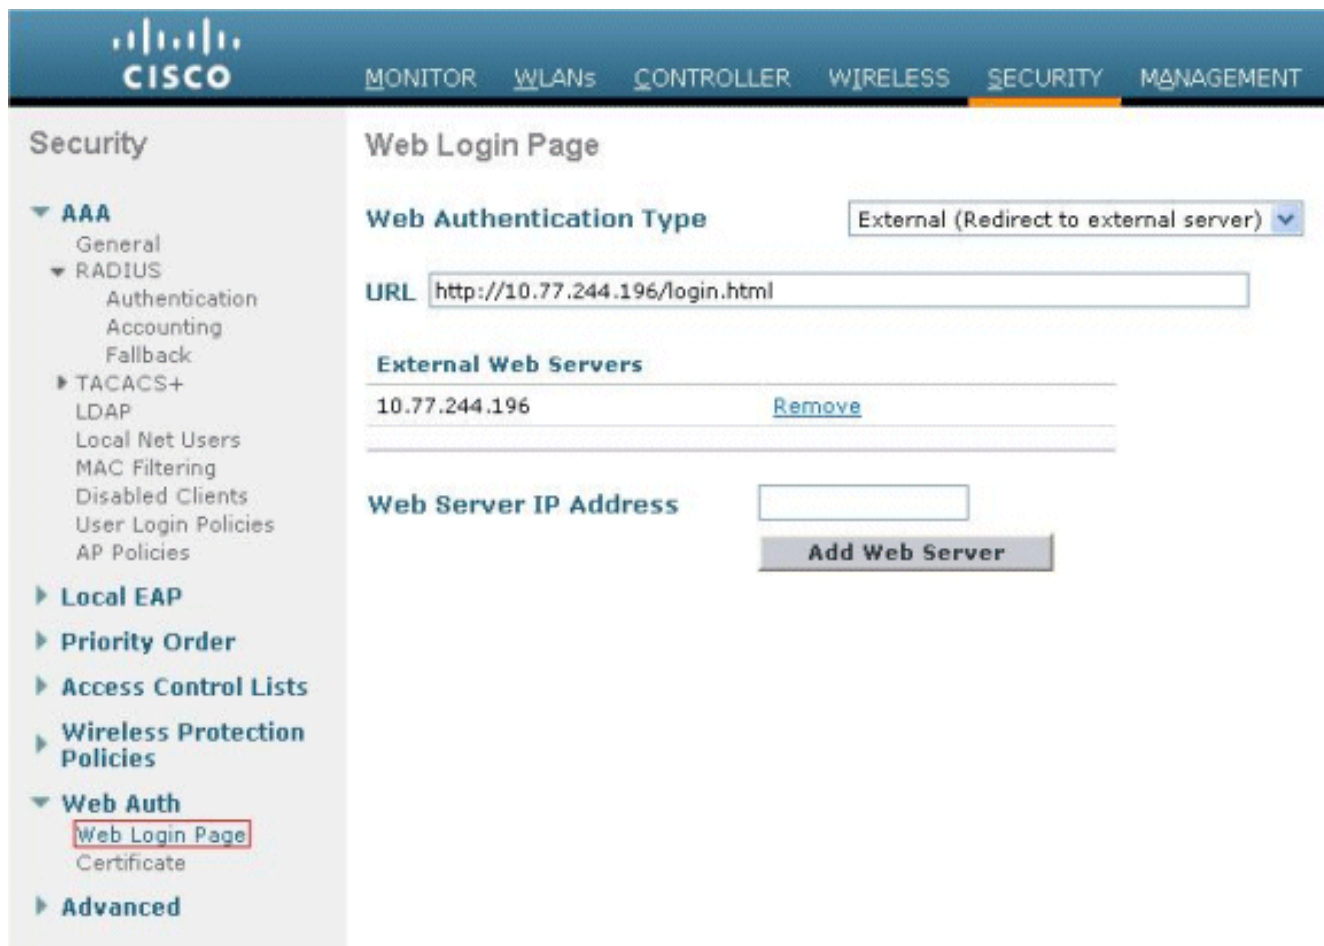 CISCO
MONITOR WLANs CONTROLLER WIRELESS SECURITY MANAGEMENT
Security
AAA
General
RADIUS
Authentication
Accounting
Fallback
TACACS+
LDAP
Local Net Users
MAC Filtering
Disabled Clients
User Login Policies
AP Policies
Local EAP
Priority Order
Access Control Lists
Wireless Protection
Policies
Web Auth
Web Login Page
Certificate
Advanced
Web Login Page
Web Authentication Type External (Redirect to external server)
URL http://10.77.244.196/login.html
External Web Servers
10.77.244.196 Remove
Web Server IP Address
Add Web Server